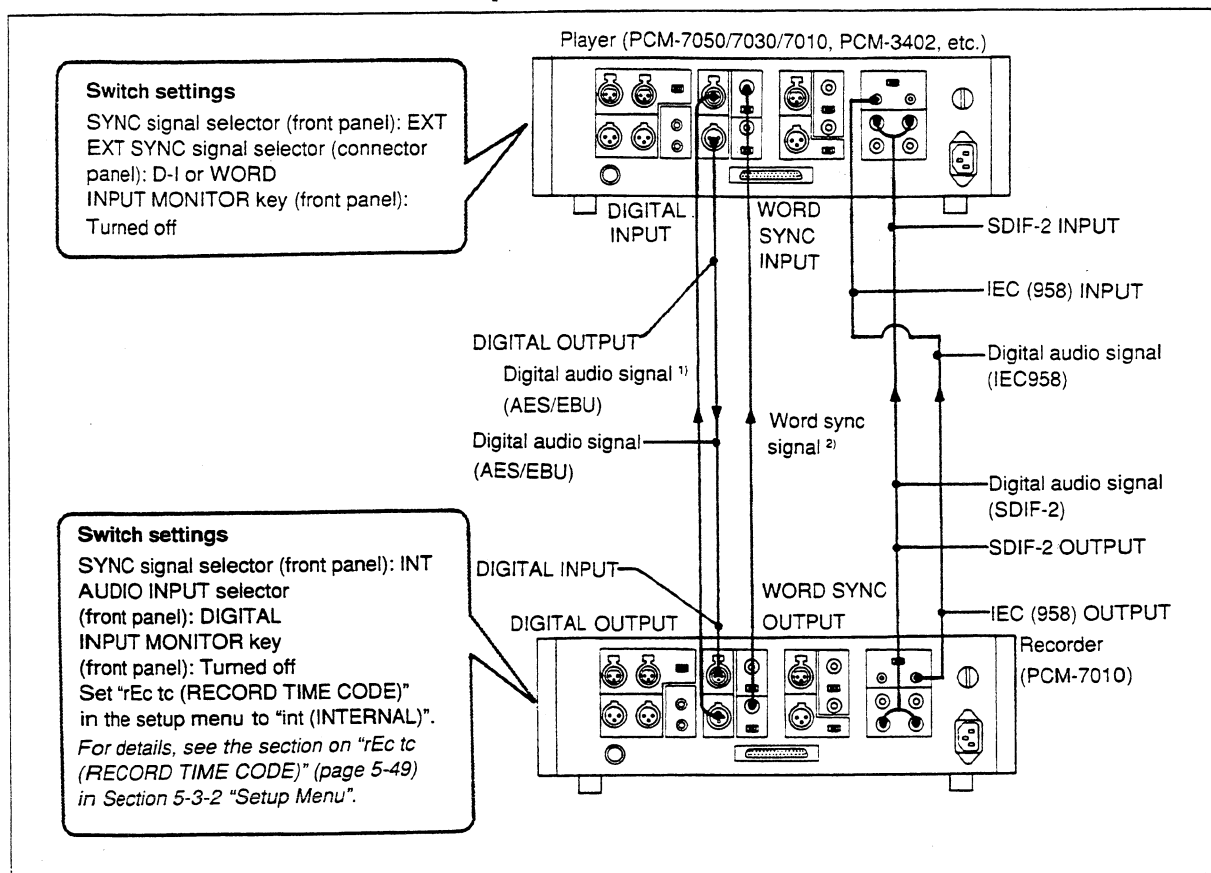 Player (PCM-7050/7030/7010, PCM-3402, etc.)
Switch settings
SYNC signal selector (front panel): EXT
EXT SYNC signal selector (connector
panel): D-I or WORD
INPUT MONITOR key (front panel):
Turned off
DIGITAL
INPUT
WORD
SYNC
INPUT
SDIF-2 INPUT
IEC (958) INPUT
DIGITAL OUTPUT
Digital audio signal 1)
(AES/EBU)
Digital audio signal
(IEC958)
Digital audio signal
(AES/EBU)
Word sync
signal 2)
Digital audio signal
(SDIF-2)
SDIF-2 OUTPUT
Switch settings
SYNC signal selector (front panel): INT
AUDIO INPUT selector
(front panel): DIGITAL
INPUT MONITOR key
(front panel): Turned off
Set “rEc tc (RECORD TIME CODE)”
in the setup menu to “int (INTERNAL)”.
For details, see the section on “rEc tc
(RECORD TIME CODE)” (page 5-49)
in Section 5-3-2 “Setup Menu”.
DIGITAL INPUT
DIGITAL OUTPUT
WORD SYNC
OUTPUT
IEC (958) OUTPUT
Recorder
(PCM-7010)